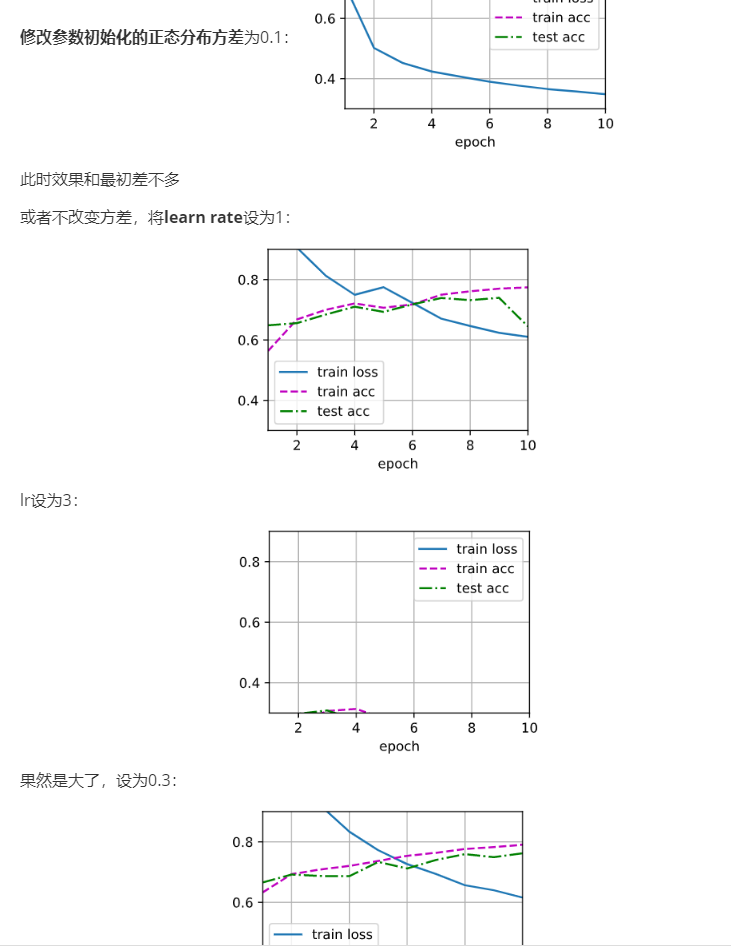 train loss
0.6
train acc
修改参数初始化的正态分布方差为0.1：
test acc
0.4
2 4 6 8 10
epoch
此时效果和最初差不多
或者不改变方差，将learn rate设为1：
0.8
0.6
train loss
train acc
0.4
test acc
2 4 6 8 10
epoch
lr设为3：
train loss
0.8
train acc
test acc
0.6
0.4
2 4 6 8 10
epoch
果然是大了，设为0.3：
0.8
0.6
train loss